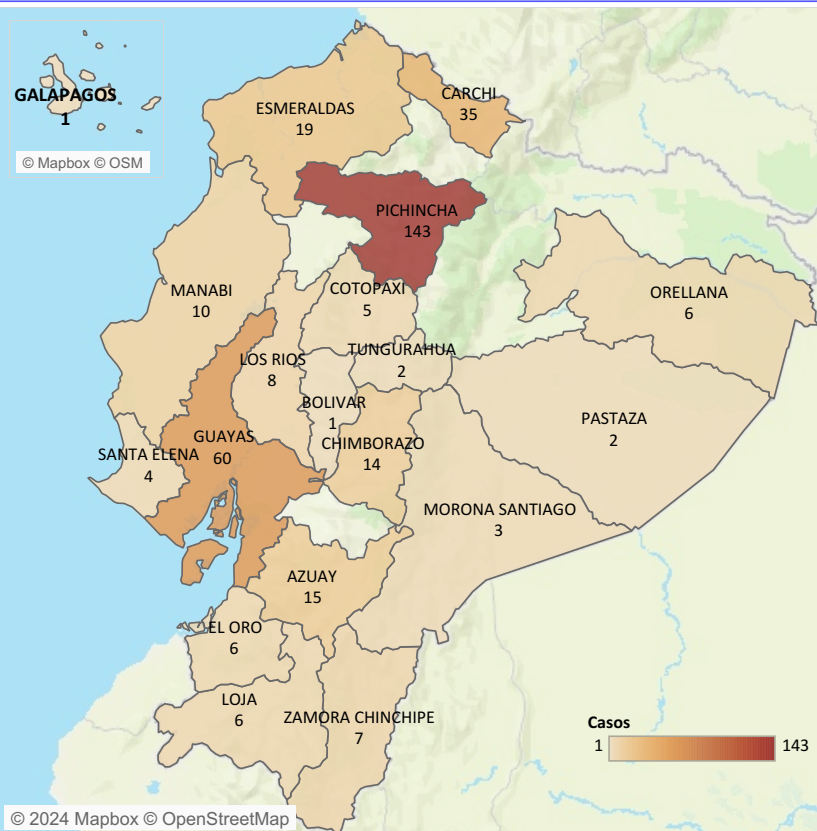 GALAPAGOS
1
© Mapbox © OSM
ESMERALDAS
19
CARCHI
35
PICHINCHA
143
MANABI
10
COTOPAXI
5
ORELLANA
6
LOS RIOS
8
TUNGURAHUA
2
BOLIVAR
1
PASTAZA
2
GUAYAS
60
CHIMBORAZO
14
SANTA ELENA
4
MORONA SANTIAGO
3
AZUAY
15
EL ORO
6
LOJA
6
ZAMORA CHINCHIPE
7
Casos
1 143
© 2024 Mapbox © OpenStreetMap